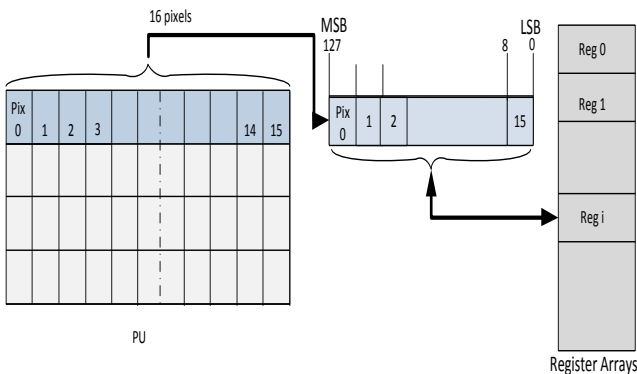 16 pixels
MSB LSB
127 8 0
Reg 0
Pix
0 1 2 3 14 15
Pix
0 1 2 15
Reg 1
Reg i
PU
Register Arrays